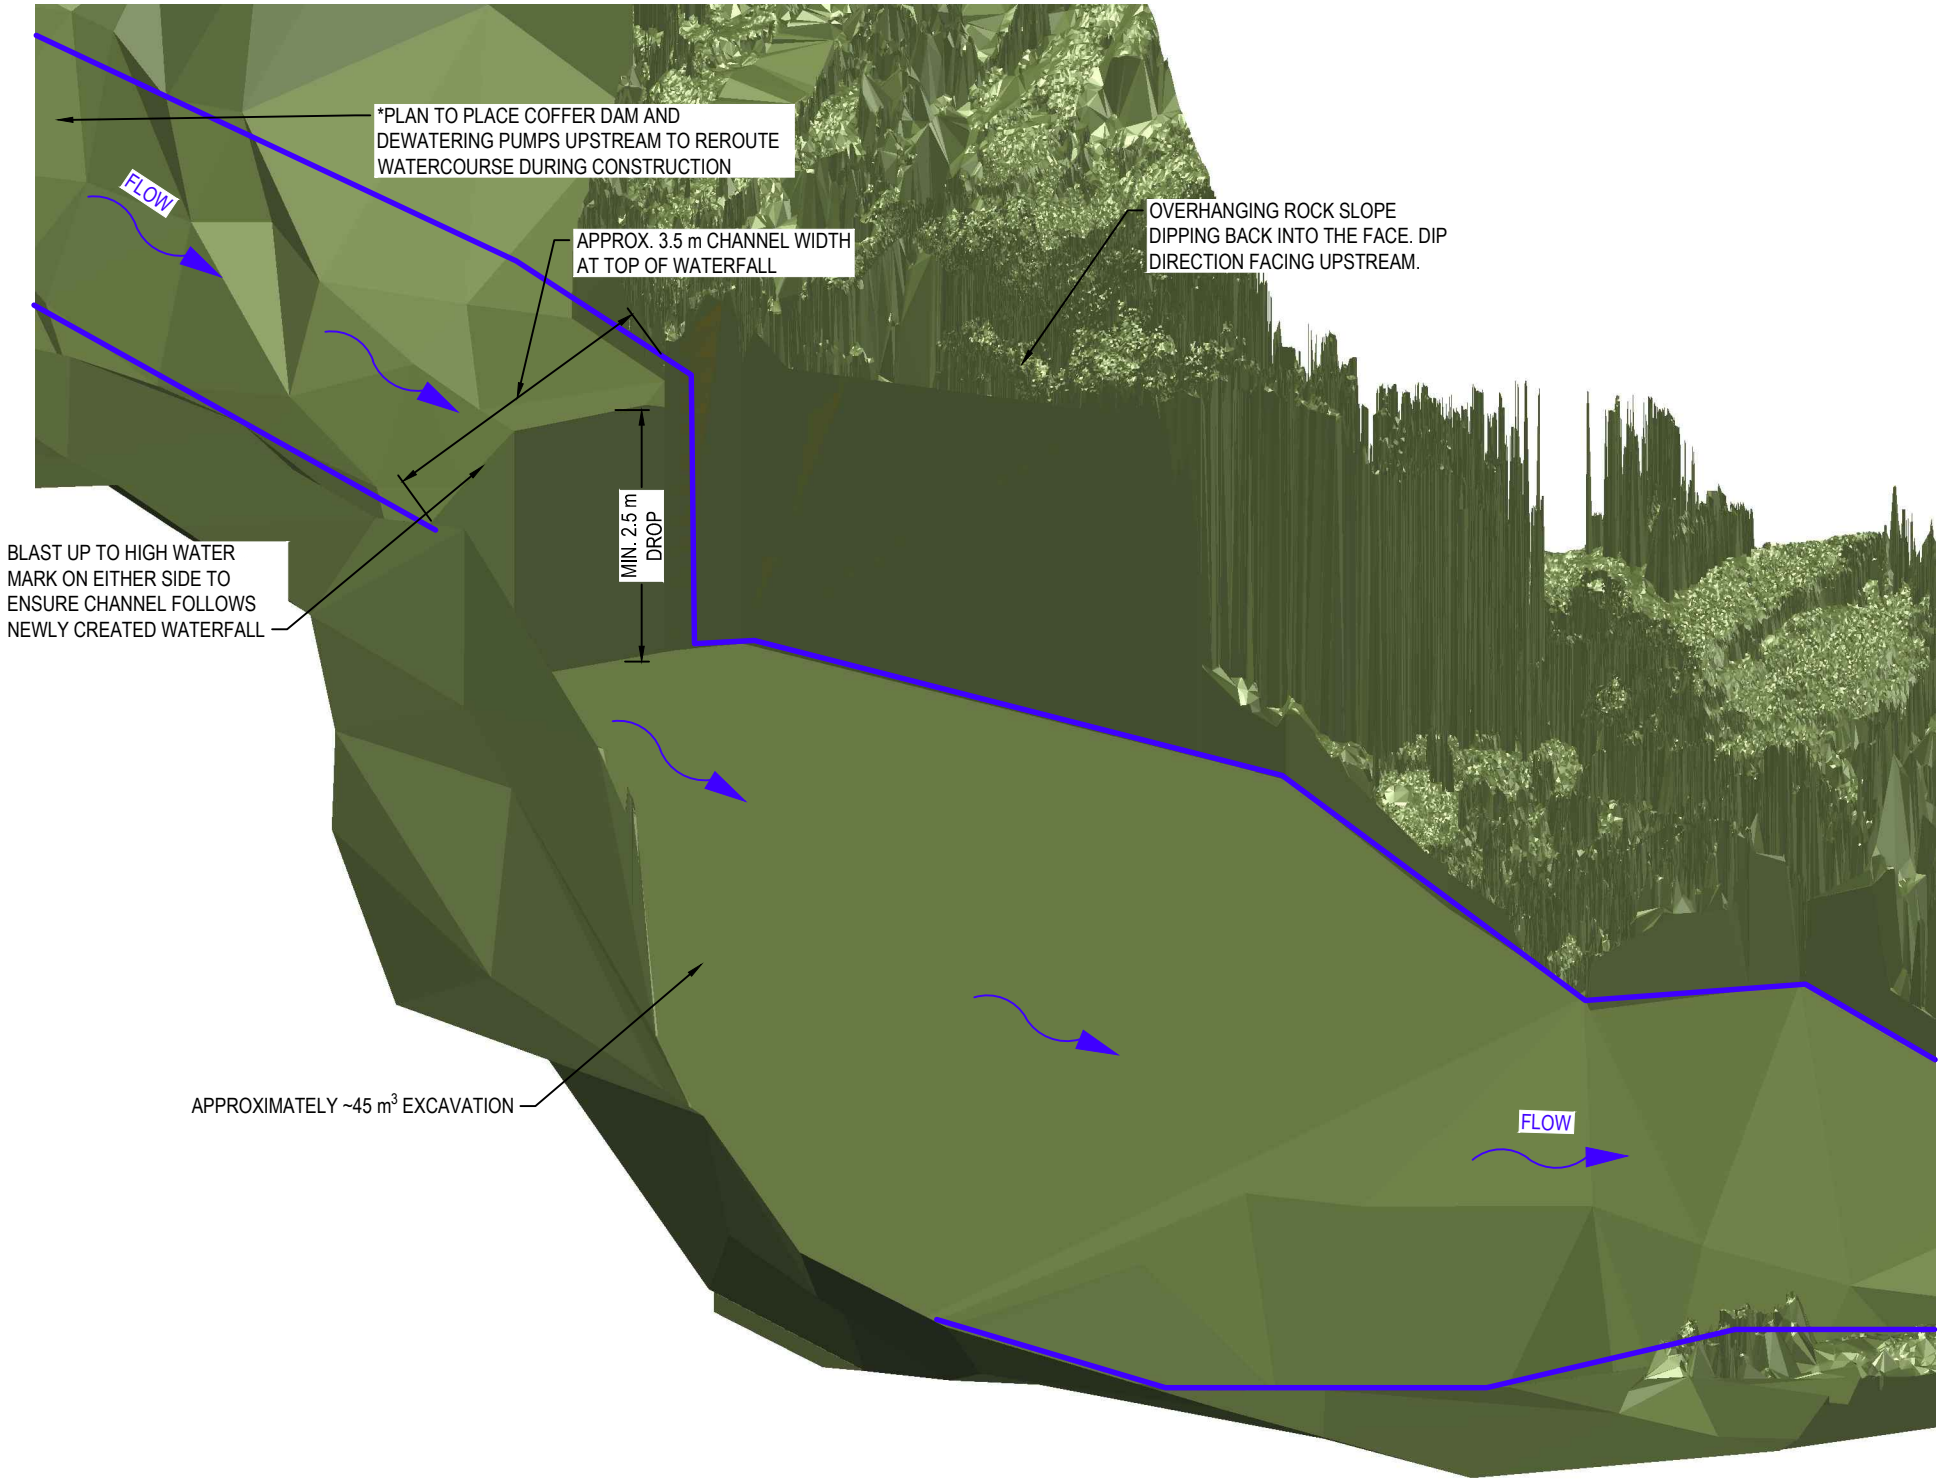 *PLAN TO PLACE COFFER DAM AND
DEWATERING PUMPS UPSTREAM TO REROUTE
WATERCOURSE DURING CONSTRUCTION
FLOW
APPROX. 3.5 m CHANNEL WIDTH
AT TOP OF WATERFALL
OVERHANGING ROCK SLOPE
DIPPING BACK INTO THE FACE. DIP
DIRECTION FACING UPSTREAM.
MIN. 2.5 m
DROP
BLAST UP TO HIGH WATER
MARK ON EITHER SIDE TO
ENSURE CHANNEL FOLLOWS
NEWLY CREATED WATERFALL
APPROXIMATELY ~45 m³ EXCAVATION
FLOW